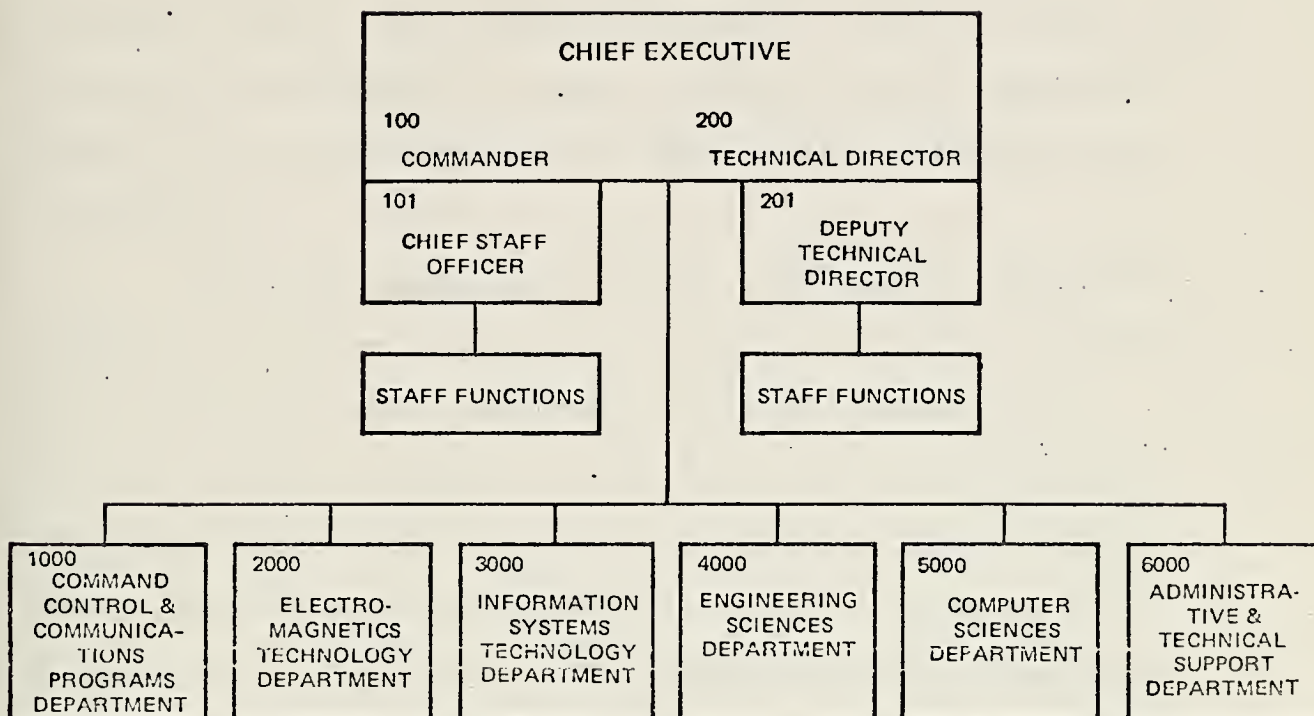 CHIEF EXECUTIVE
100
COMMANDER
200
TECHNICAL DIRECTOR
101
CHIEF STAFF
OFFICER
201
DEPUTY
TECHNICAL
DIRECTOR
STAFF FUNCTIONS
STAFF FUNCTIONS
1000
COMMAND
CONTROL &
COMMUNICA-
TIONS
PROGRAMS
DEPARTMENT
2000
ELECTRO-
MAGNETICS
TECHNOLOGY
DEPARTMENT
3000
INFORMATION
SYSTEMS
TECHNOLOGY
DEPARTMENT
4000
ENGINEERING
SCIENCES
DEPARTMENT
5000
COMPUTER
SCIENCES
DEPARTMENT
6000
ADMINISTRA-
TIVE &
TECHNICAL
SUPPORT
DEPARTMENT